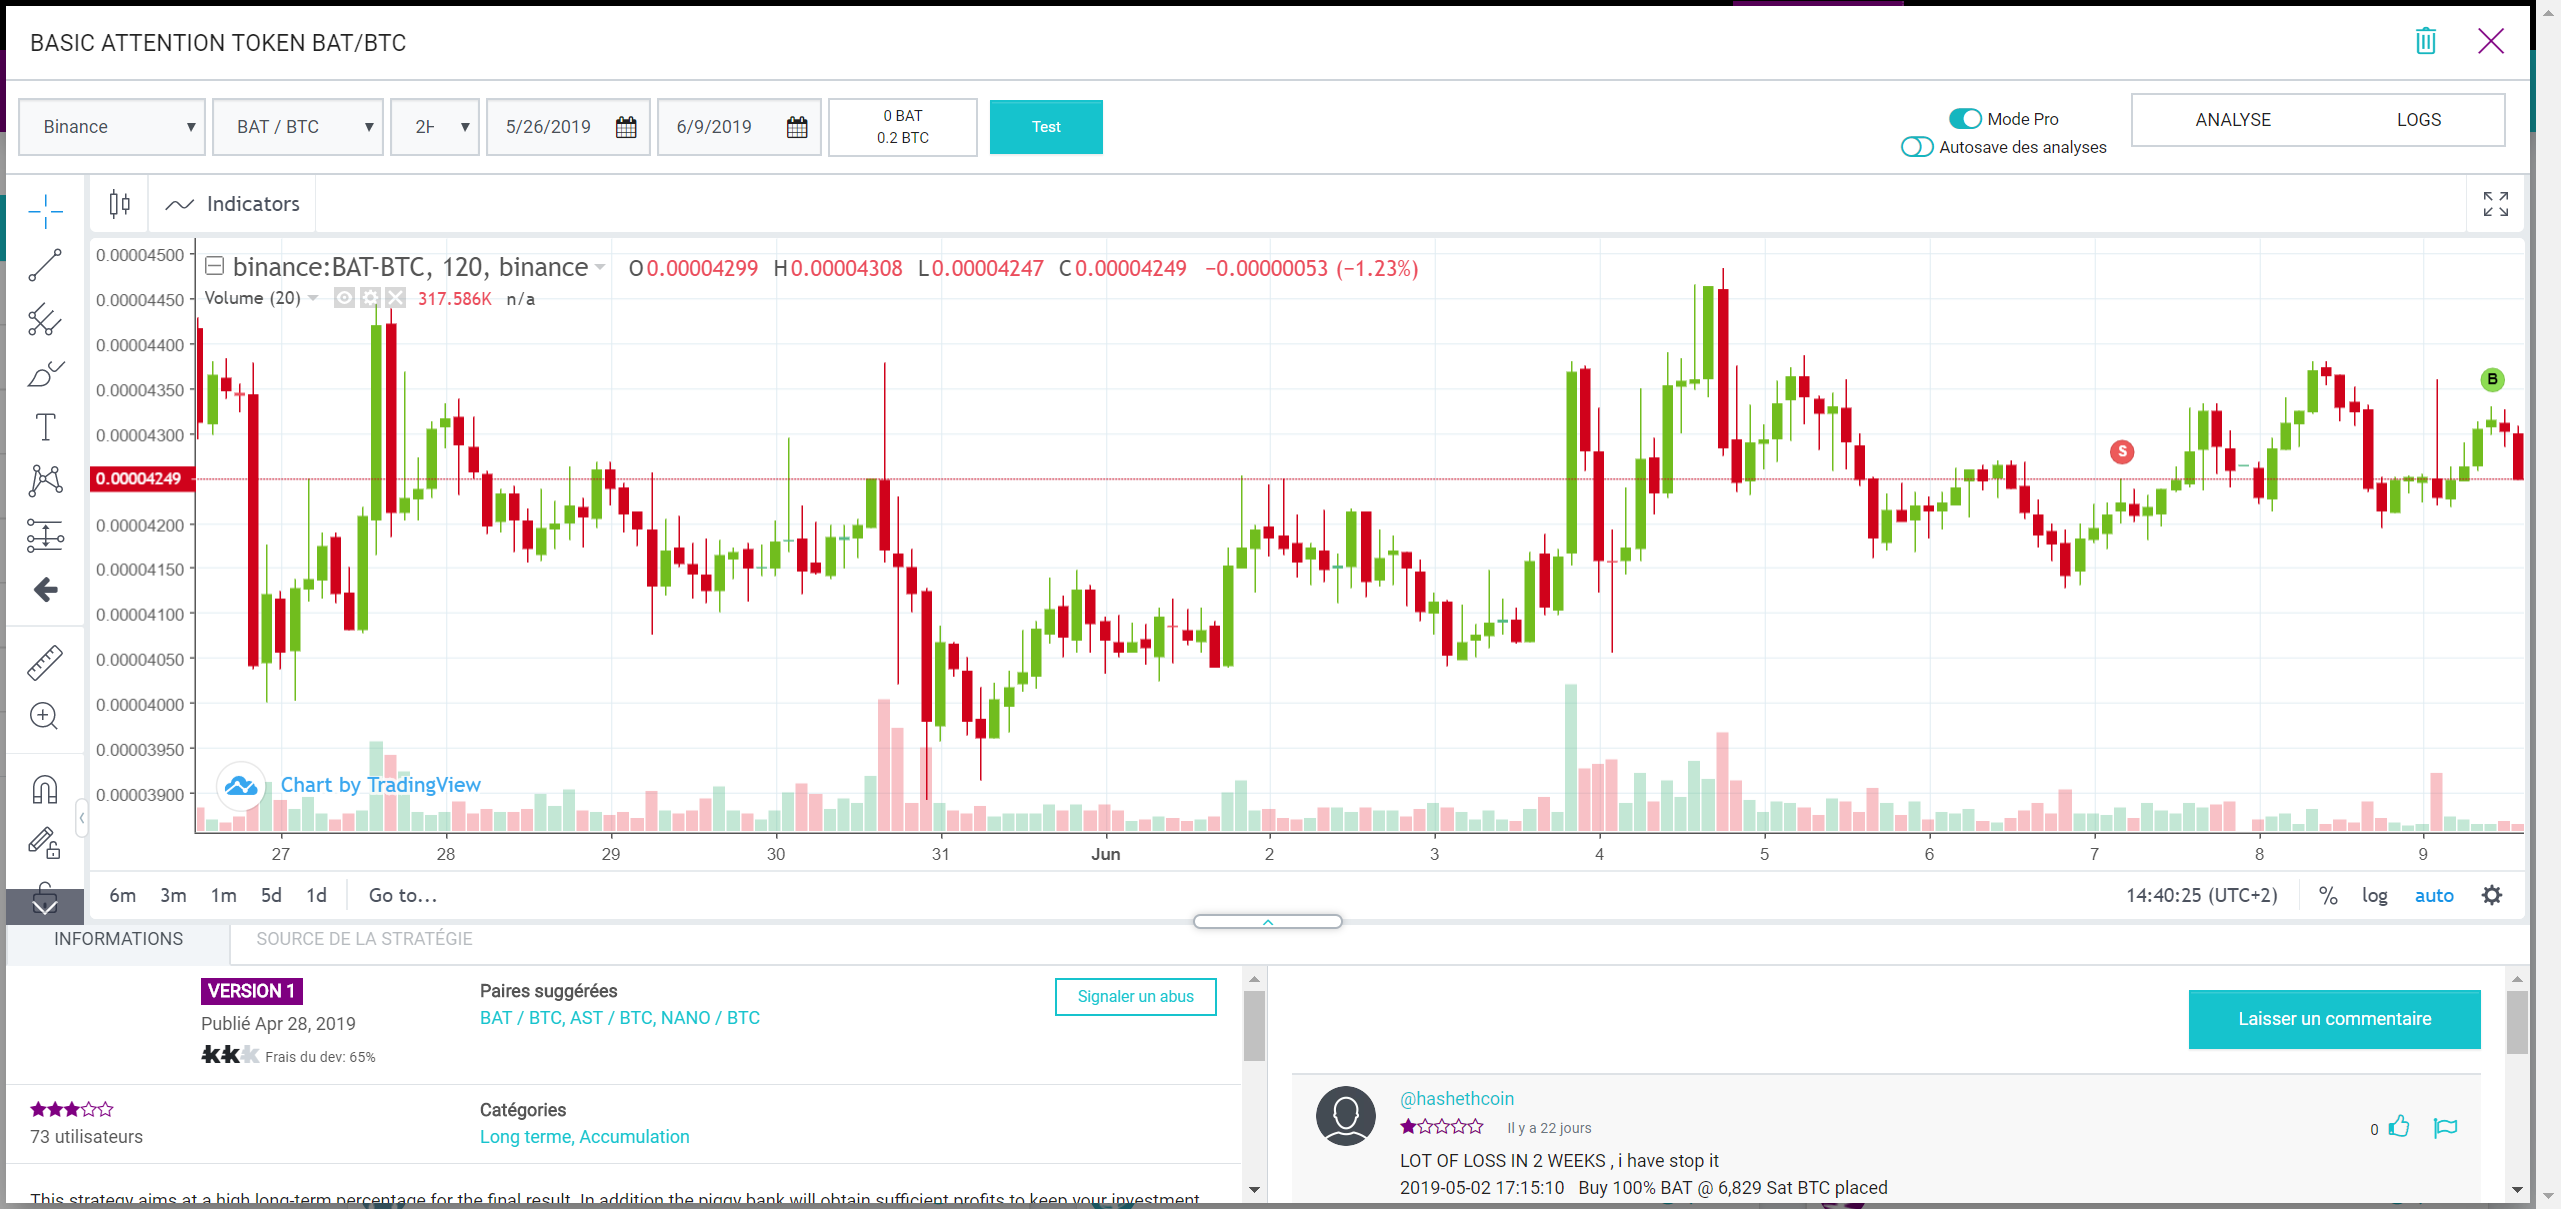 BASIC ATTENTION TOKEN BAT/BTC
Binance
BAT / BTC
5/26/2019
6/9/2019
0 BAT
0.2 BTC
Test
Mode Pro
Autosave des analyses
ANALYSE
LOGS
Indicators
binance:BAT-BTC, 120, binance O 0.00004299 H 0.00004308 L 0.00004247 C 0.00004249 −0.00000053 (−1.23%)
Volume (20) 317.586K n/a
0.00004500
0.00004450
0.00004400
0.00004350
0.00004300
0.00004249
0.00004200
0.00004150
0.00004100
0.00004050
0.00004000
0.00003950
0.00003900
S
B
Chart by TradingView
27 28 29 30 31 Jun 2 3 4 5 6 7 8 9
6m 3m 1m 5d 1d Go to...
14:40:25 (UTC+2) % log auto
INFORMATIONS
SOURCE DE LA STRATÉGIE
VERSION 1
Publié Apr 28, 2019
Frais du dev: 65%
Paires suggérées
BAT / BTC, AST / BTC, NANO / BTC
Signaler un abus
73 utilisateurs
Catégories
Long terme, Accumulation
This strategy aims at a high long-term percentage for the final result. In addition the piggy bank will obtain sufficient profits to keep your investment
Laisser un commentaire
@hashethcoin
Il y a 22 jours
0
LOT OF LOSS IN 2 WEEKS , i have stop it
2019-05-02 17:15:10 Buy 100% BAT @ 6,829 Sat BTC placed